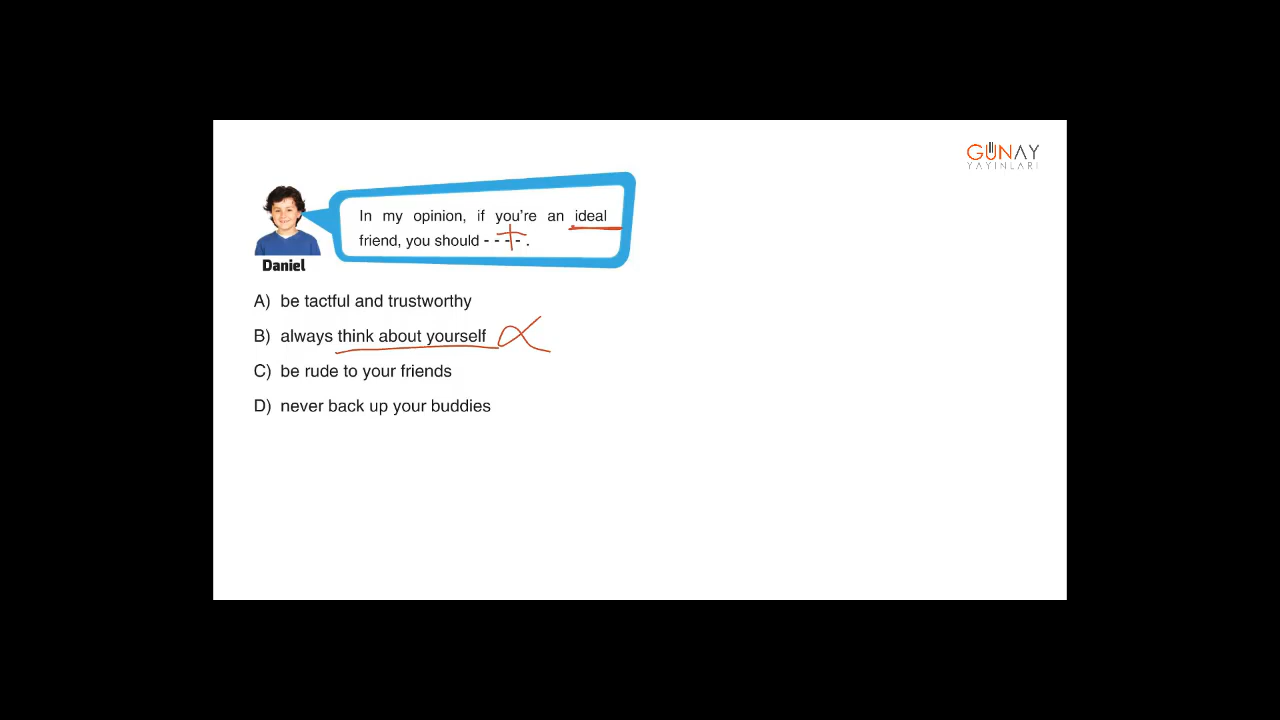 GÜNAY
YAYINLARI
In my opinion, if you're an ideal
friend, you should - - - - .
Daniel
A) be tactful and trustworthy
B) always think about yourself
C) be rude to your friends
D) never back up your buddies